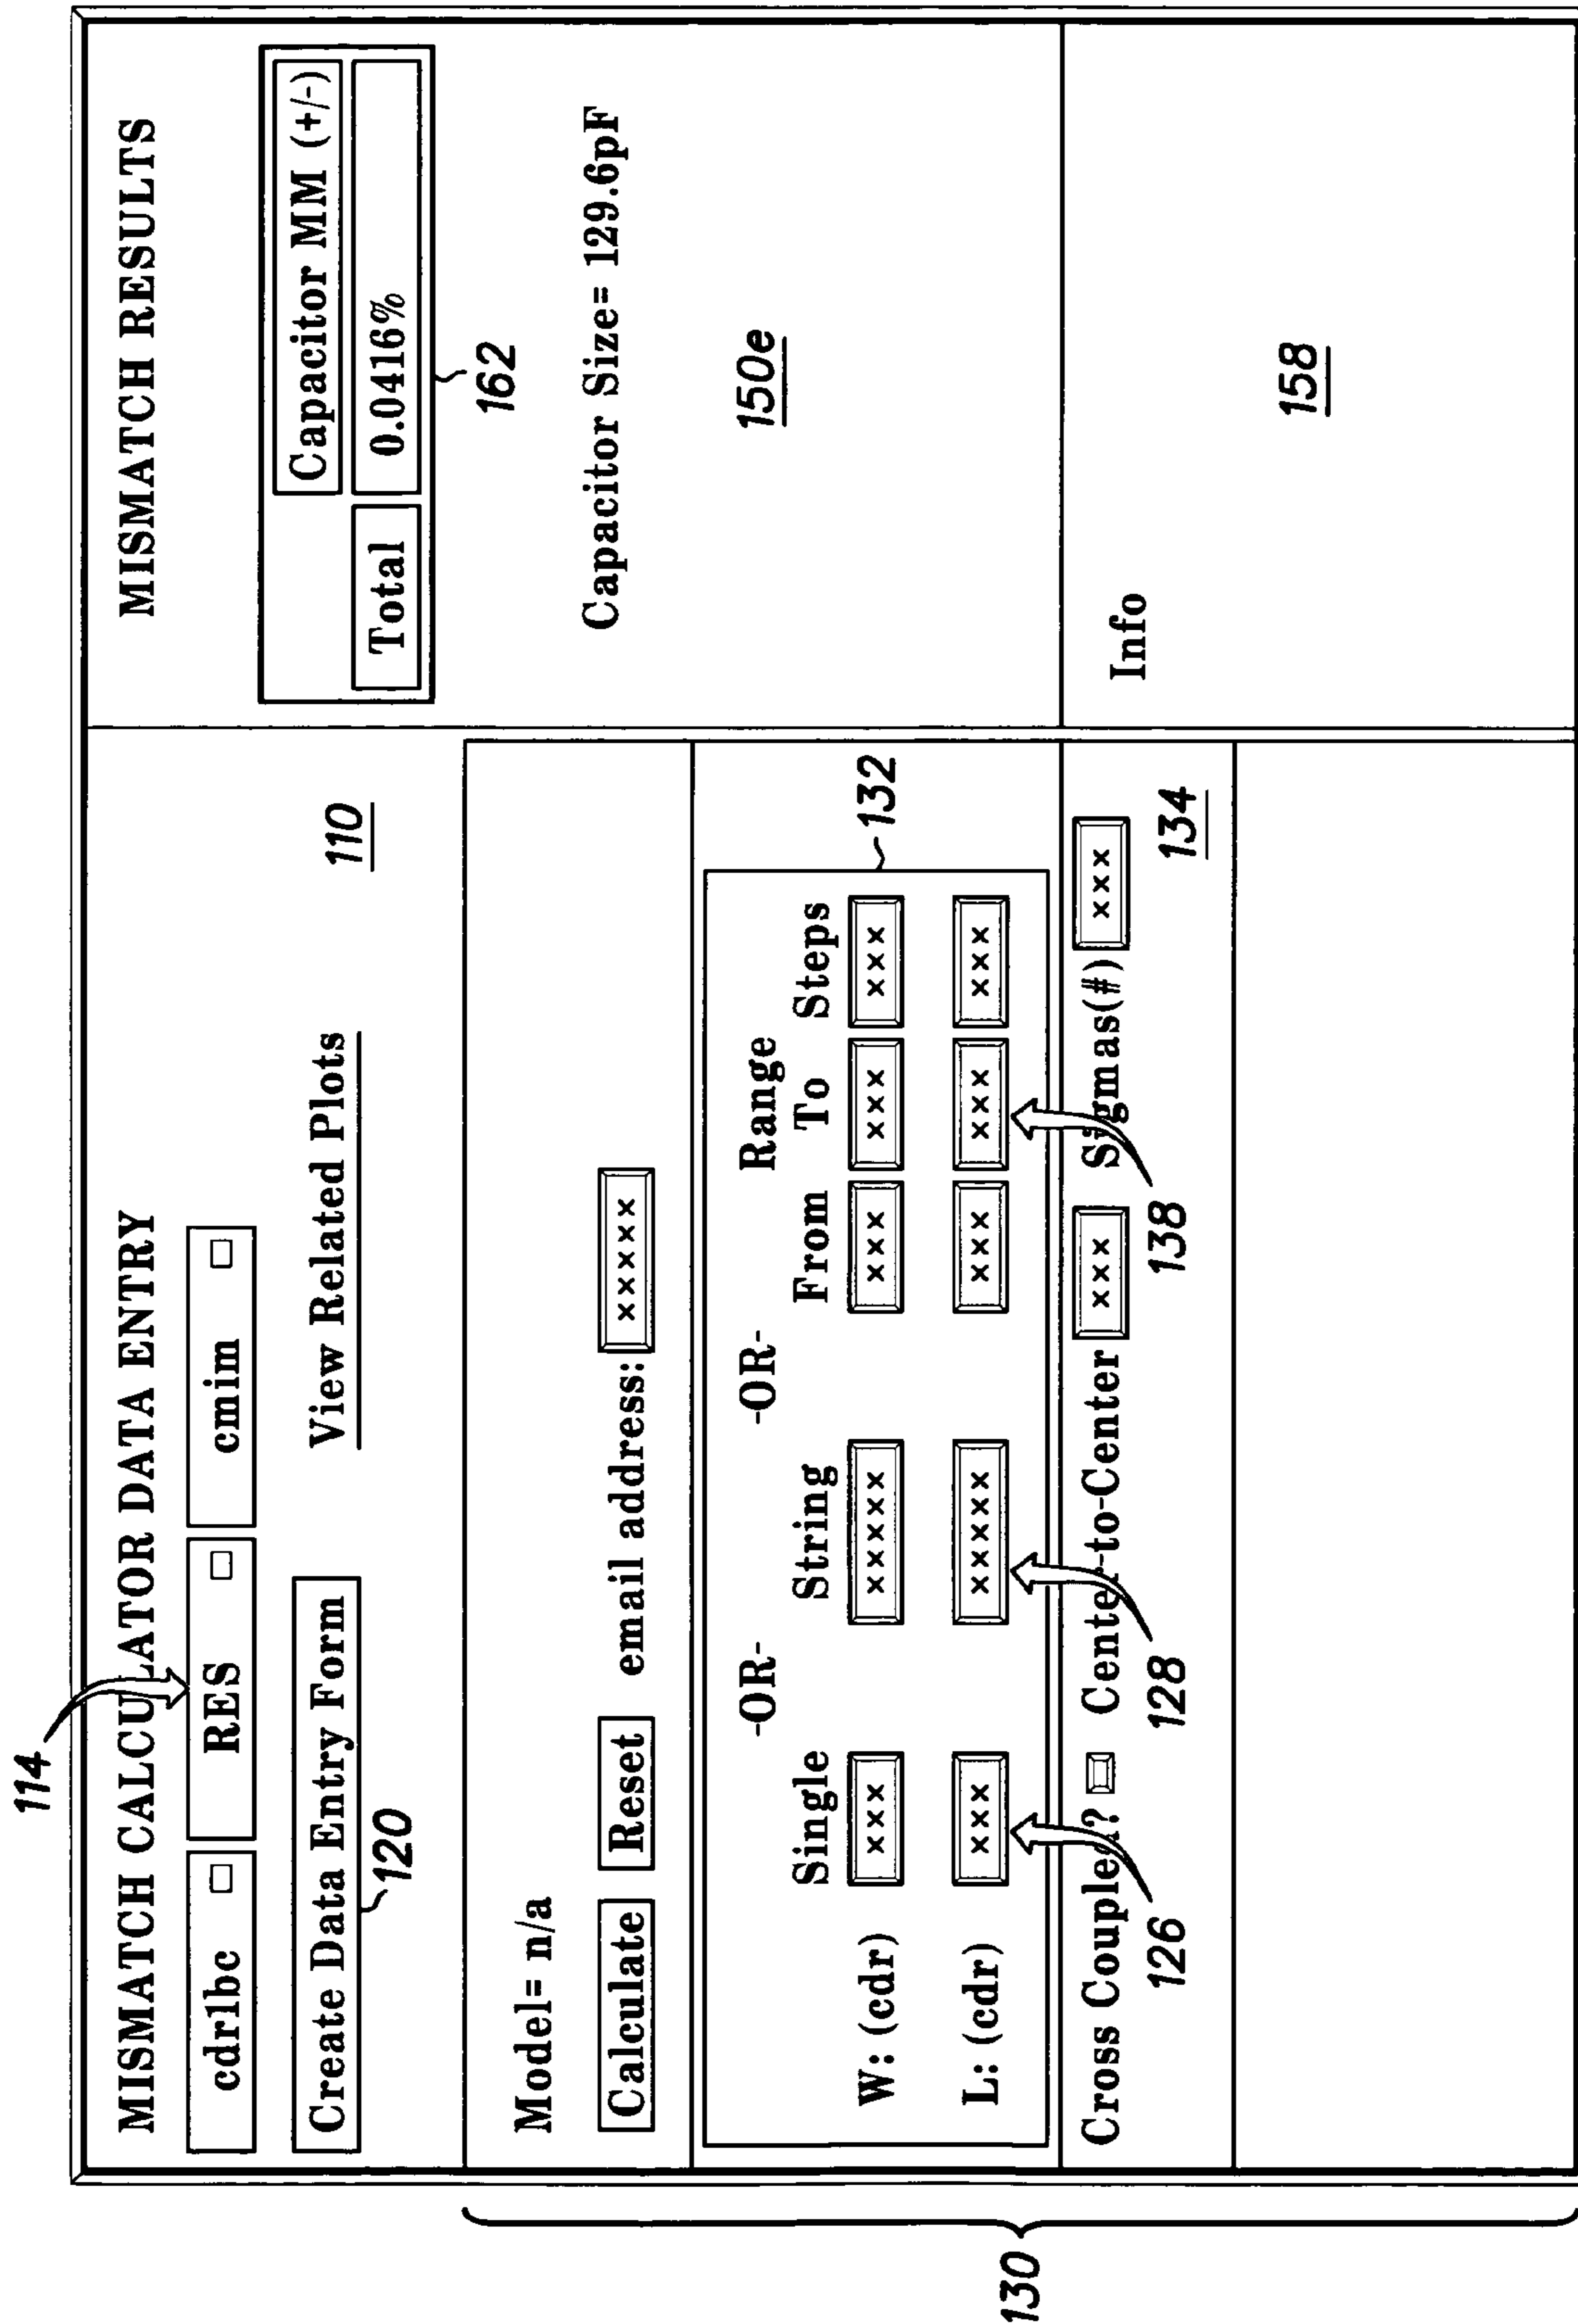 114
MISMATCH CALCULATOR DATA ENTRY
cdrlbc
RES
cmim
Create Data Entry Form
View Related Plots
120
110
Model= n/a
Calculate
Reset
email address:
xxxxx
Single
-OR-
String
-OR-
Range
From
To
Steps
W: (cdr)
xxx
xxxxx
xxx
xxx
xxx
132
L: (cdr)
xxx
xxxxx
xxx
xxx
xxx
Cross Coupled?
Center-to-Center
xxx
Sigmas(#)
xxx
126
128
138
134
130
MISMATCH RESULTS
Capacitor MM (+/-)
Total
0.0416%
162
Capacitor Size= 129.6pF
150e
Info
158